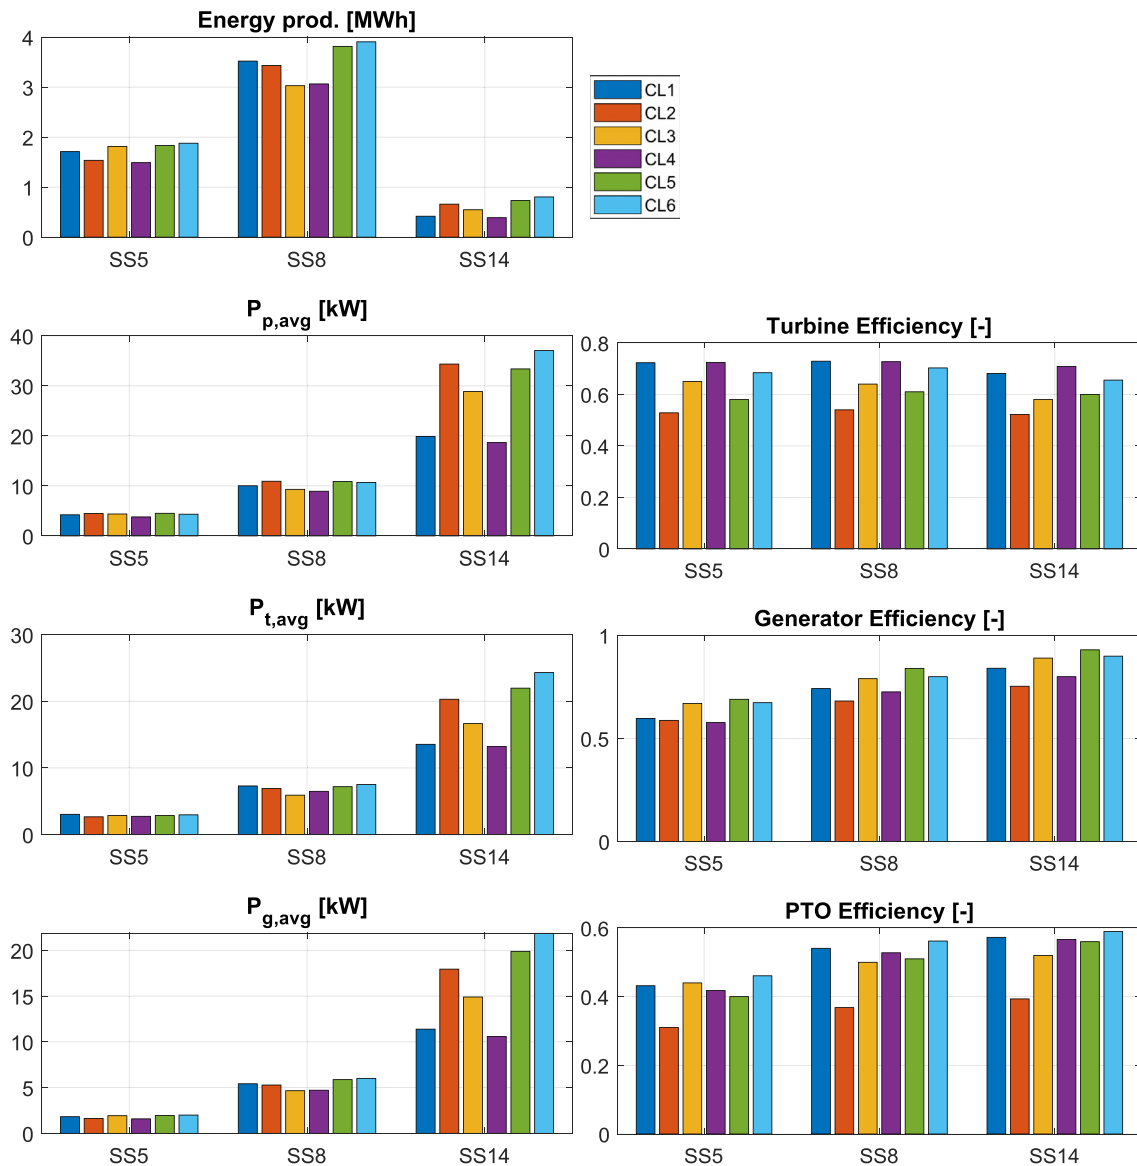 Energy prod. [MWh]
4
3
2
1
0
SS5 SS8 SS14
CL1
CL2
CL3
CL4
CL5
CL6
P_p,avg [kW]
40
30
20
10
0
SS5 SS8 SS14
Turbine Efficiency [-]
0.8
0.6
0.4
0.2
0
SS5 SS8 SS14
P_t,avg [kW]
30
20
10
0
SS5 SS8 SS14
Generator Efficiency [-]
1
0.5
0
SS5 SS8 SS14
P_g,avg [kW]
20
15
10
5
0
SS5 SS8 SS14
PTO Efficiency [-]
0.6
0.4
0.2
0
SS5 SS8 SS14